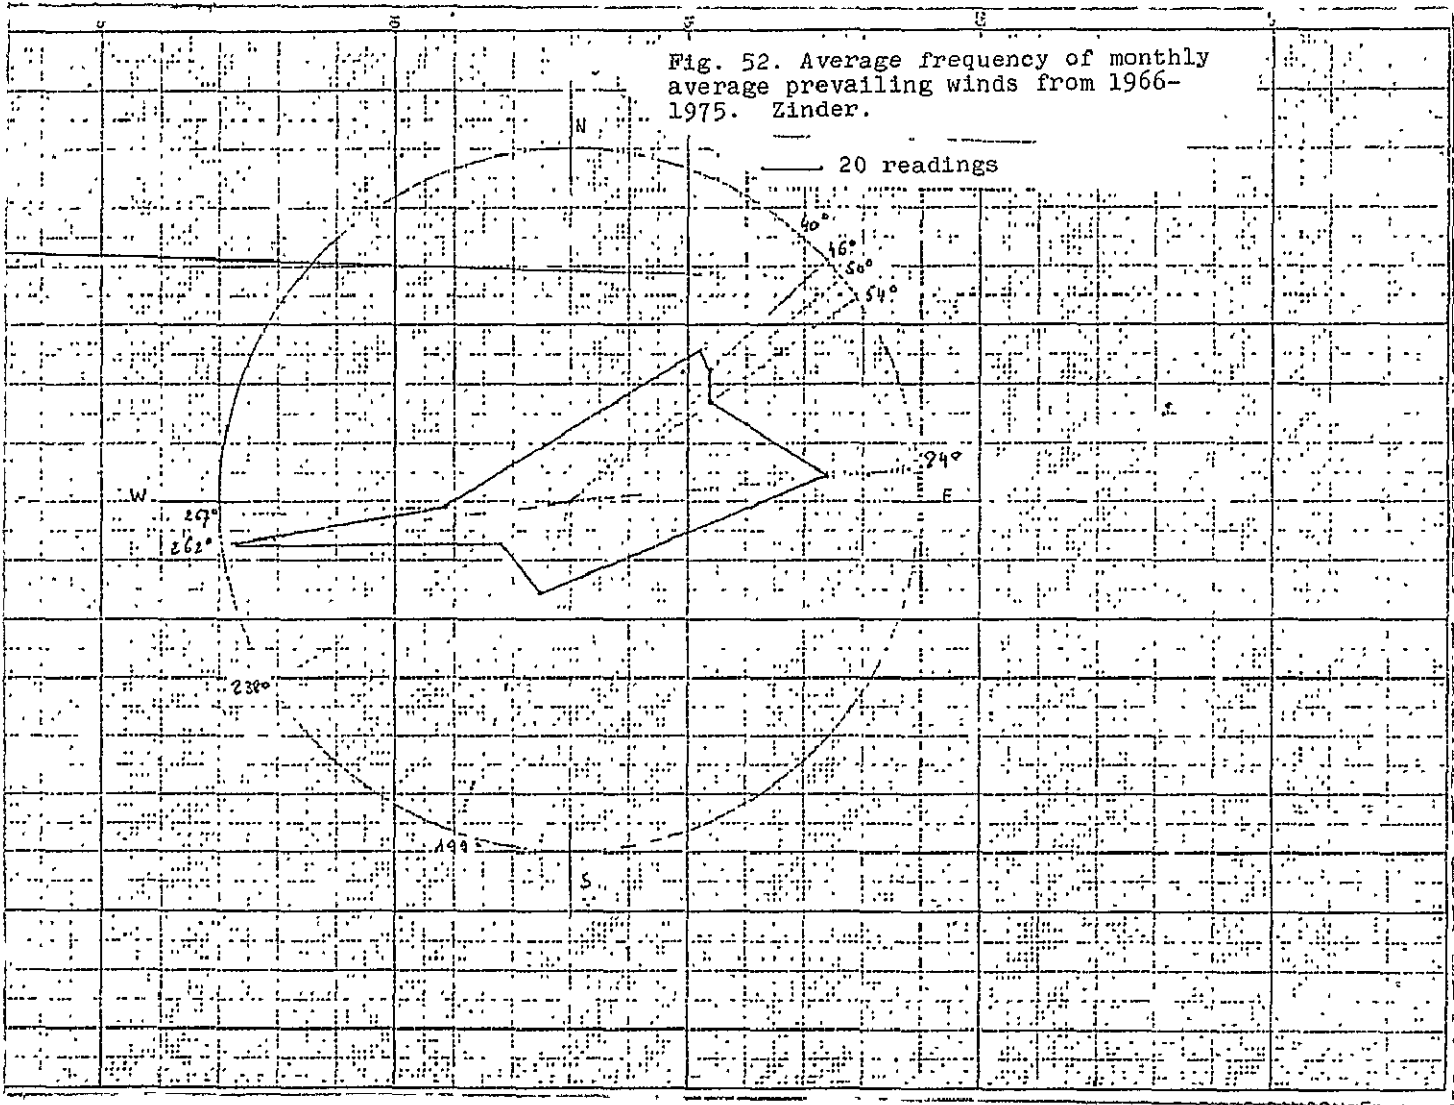 Fig. 52. Average frequency of monthly
average prevailing winds from 1966-
1975. Zinder.
20 readings
N
40°
46°
50°
54°
84°
W
E
267°
262°
238°
199°
S